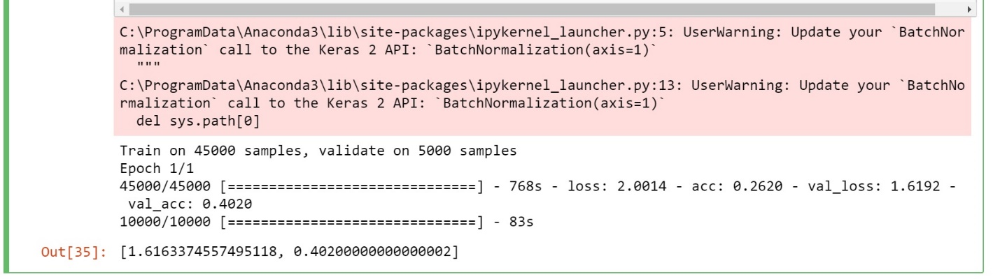 C:\ProgramData\Anaconda3\lib\site-packages\ipykernel_launcher.py:5: UserWarning: Update your `BatchNor
malization` call to the Keras 2 API: `BatchNormalization(axis=1)`
"""
C:\ProgramData\Anaconda3\lib\site-packages\ipykernel_launcher.py:13: UserWarning: Update your `BatchNo
rmalization` call to the Keras 2 API: `BatchNormalization(axis=1)`
del sys.path[0]
Train on 45000 samples, validate on 5000 samples
Epoch 1/1
45000/45000 [==============================] - 768s - loss: 2.0014 - acc: 0.2620 - val_loss: 1.6192 -
val_acc: 0.4020
10000/10000 [==============================] - 83s
Out[35]: [1.6163374557495118, 0.40200000000000002]